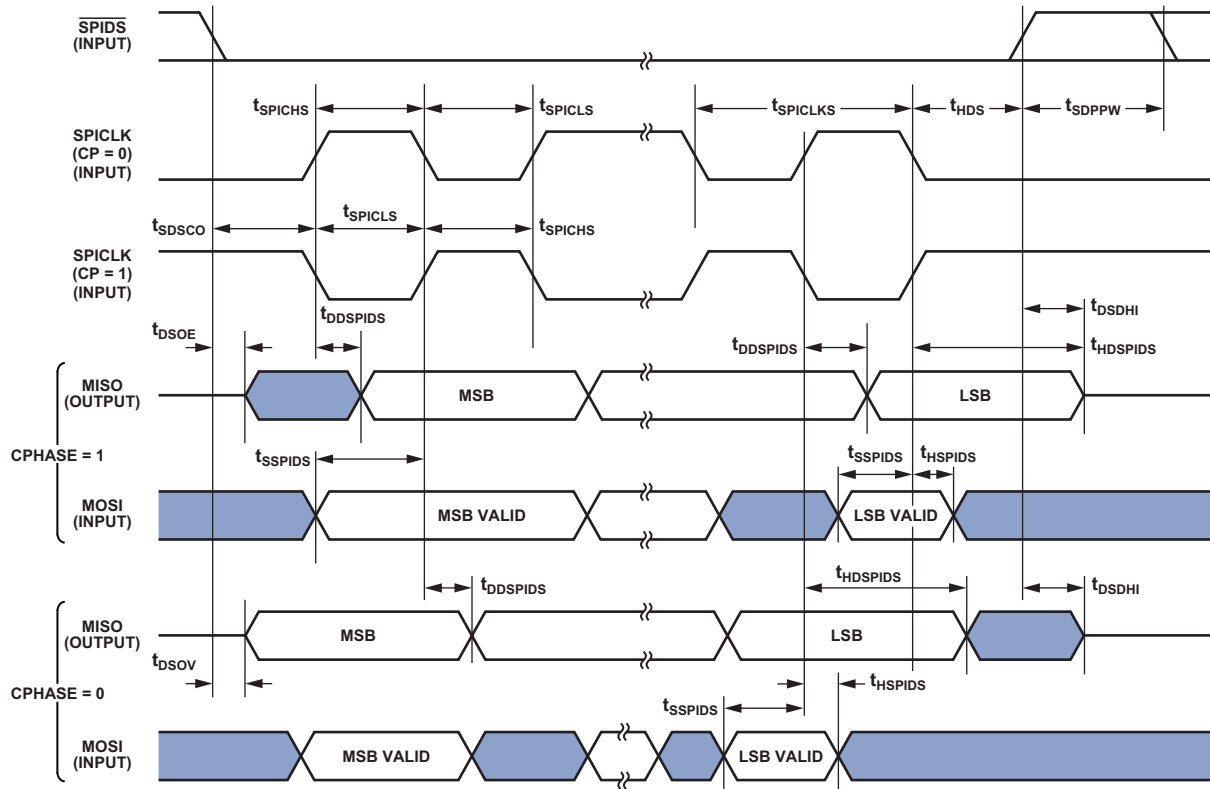 SPIDS
(INPUT)
tSPICHS
tSPICLS
tSPICLKS
tHDS
tSDPPW
SPICLK
(CP = 0)
(INPUT)
tSDSCO
tSPICLS
tSPICHS
SPICLK
(CP = 1)
(INPUT)
tDSOE
tDDSPIDS
tDDSPIDS
tDSDHI
tHDSPIDS
MISO
(OUTPUT)
MSB
LSB
CPHASE = 1
tSSPIDS
tSSPIDS
tHSPIDS
MOSI
(INPUT)
MSB VALID
LSB VALID
tDDSPIDS
tHDSPIDS
tDSDHI
MISO
(OUTPUT)
MSB
LSB
tDSOV
CPHASE = 0
tSSPIDS
tHSPIDS
MOSI
(INPUT)
MSB VALID
LSB VALID